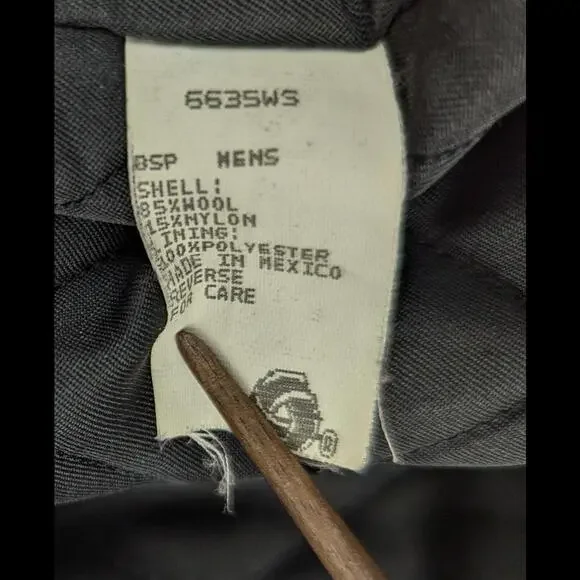 6635WS
BSP MENS
SHELL:
85%WOOL
15%NYLON
LINING:
100%POLYESTER
MADE IN MEXICO
REVERSE
FOR CARE
®